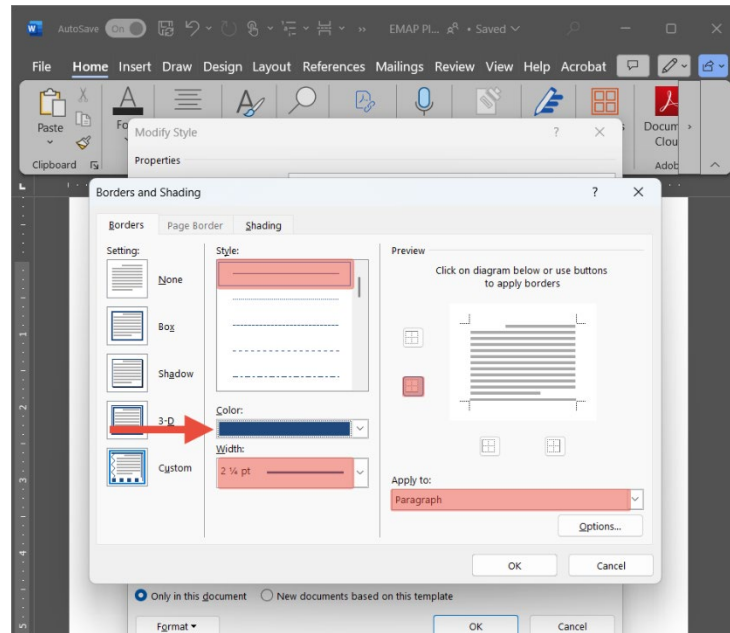 AutoSave On EMAP Pl... • Saved
File Home Insert Draw Design Layout References Mailings Review View Help Acrobat
Paste
Fo
Docum
Clou
Clipboard
Adob
Modify Style ? ×
Properties
Borders and Shading ? ×
Borders Page Border Shading
Setting:
None
Box
Shadow
3-D
Custom
Style:
Color:
Width:
2 ¼ pt
Preview
Click on diagram below or use buttons
to apply borders
Apply to:
Paragraph
Options...
OK Cancel
Only in this document New documents based on this template
Format OK Cancel